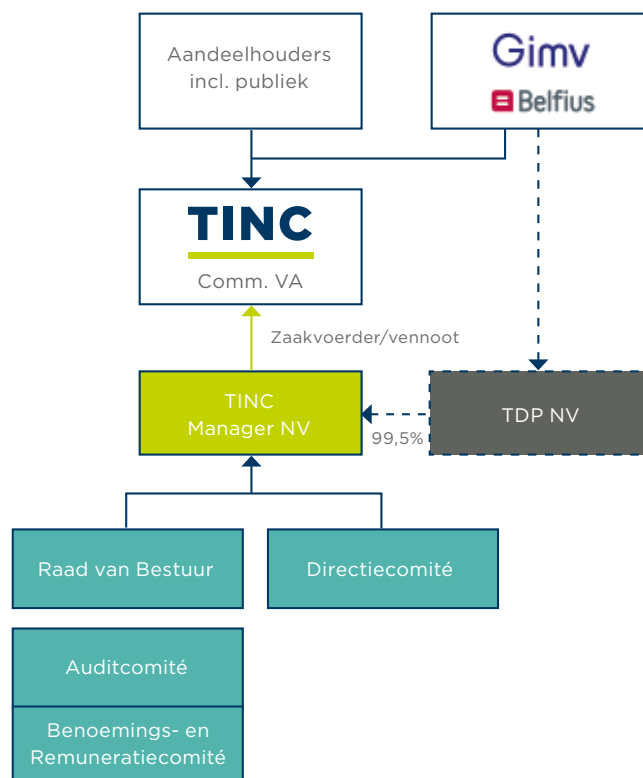 Aandeelhouders
incl. publiek
Gimv
Belfius
TINC
Comm. VA
Zaakvoerder/vennoot
TINC
Manager NV
99,5%
TDP NV
Raad van Bestuur
Directiecomité
Auditcomité
Benoemings- en
Remuneratiecomité